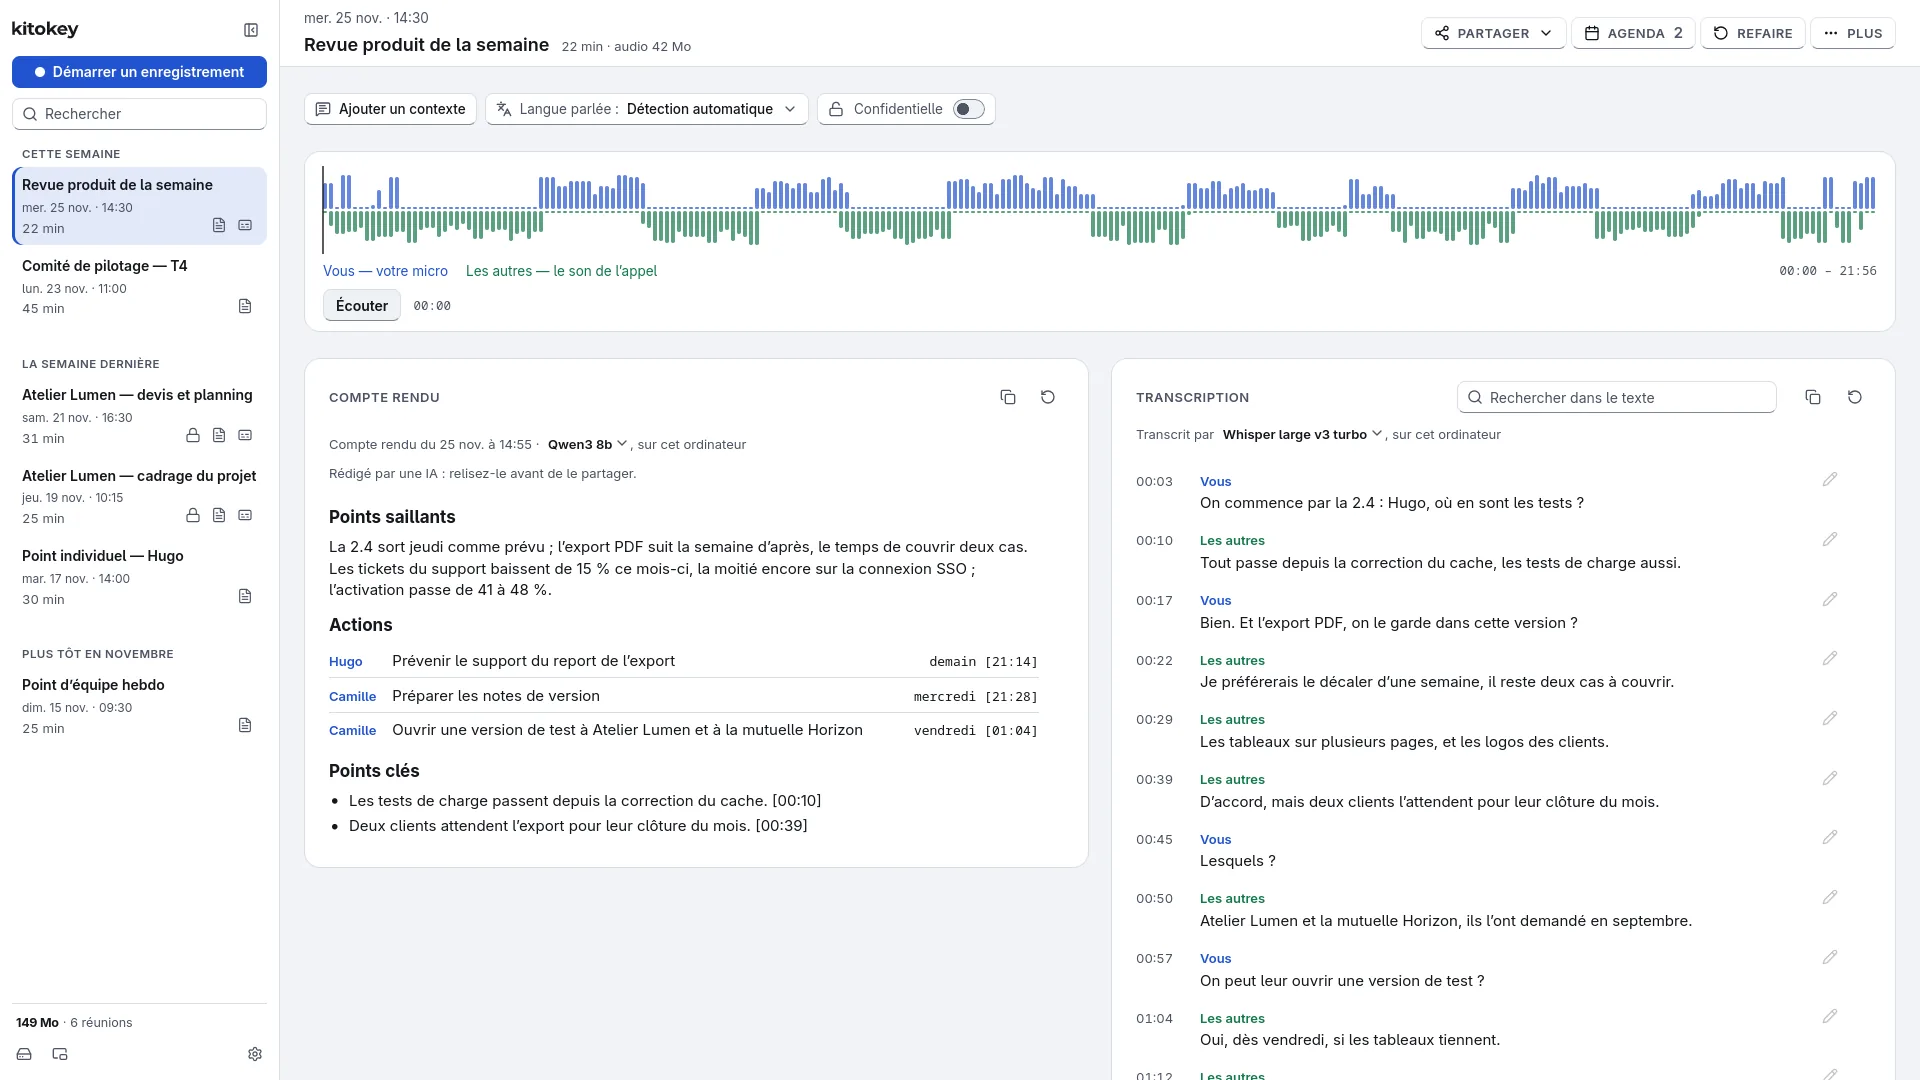 kitokey
Démarrer un enregistrement
Rechercher
CETTE SEMAINE
Revue produit de la semaine
mer. 25 nov. · 14:30
22 min
Comité de pilotage — T4
lun. 23 nov. · 11:00
45 min
LA SEMAINE DERNIÈRE
Atelier Lumen — devis et planning
sam. 21 nov. · 16:30
31 min
Atelier Lumen — cadrage du projet
jeu. 19 nov. · 10:15
25 min
Point individuel — Hugo
mar. 17 nov. · 14:00
30 min
PLUS TÔT EN NOVEMBRE
Point d’équipe hebdo
dim. 15 nov. · 09:30
25 min
149 Mo · 6 réunions
mer. 25 nov. · 14:30
Revue produit de la semaine 22 min · audio 42 Mo
PARTAGER
AGENDA 2
REFAIRE
PLUS
Ajouter un contexte
Langue parlée : Détection automatique
Confidentielle
Vous — votre micro Les autres — le son de l’appel
00:00 – 21:56
Écouter 00:00
COMPTE RENDU
Compte rendu du 25 nov. à 14:55 · Qwen3 8b , sur cet ordinateur
Rédigé par une IA : relisez-le avant de le partager.
Points saillants
La 2.4 sort jeudi comme prévu ; l’export PDF suit la semaine d’après, le temps de couvrir deux cas.
Les tickets du support baissent de 15 % ce mois-ci, la moitié encore sur la connexion SSO ;
l’activation passe de 41 à 48 %.
Actions
Hugo Prévenir le support du report de l’export demain [21:14]
Camille Préparer les notes de version mercredi [21:28]
Camille Ouvrir une version de test à Atelier Lumen et à la mutuelle Horizon vendredi [01:04]
Points clés
• Les tests de charge passent depuis la correction du cache. [00:10]
• Deux clients attendent l’export pour leur clôture du mois. [00:39]
TRANSCRIPTION
Rechercher dans le texte
Transcrit par Whisper large v3 turbo , sur cet ordinateur
00:03 Vous
On commence par la 2.4 : Hugo, où en sont les tests ?
00:10 Les autres
Tout passe depuis la correction du cache, les tests de charge aussi.
00:17 Vous
Bien. Et l’export PDF, on le garde dans cette version ?
00:22 Les autres
Je préférerais le décaler d’une semaine, il reste deux cas à couvrir.
00:29 Les autres
Les tableaux sur plusieurs pages, et les logos des clients.
00:39 Les autres
D’accord, mais deux clients l’attendent pour leur clôture du mois.
00:45 Vous
Lesquels ?
00:50 Les autres
Atelier Lumen et la mutuelle Horizon, ils l’ont demandé en septembre.
00:57 Vous
On peut leur ouvrir une version de test ?
01:04 Les autres
Oui, dès vendredi, si les tableaux tiennent.
01:12 Les autres